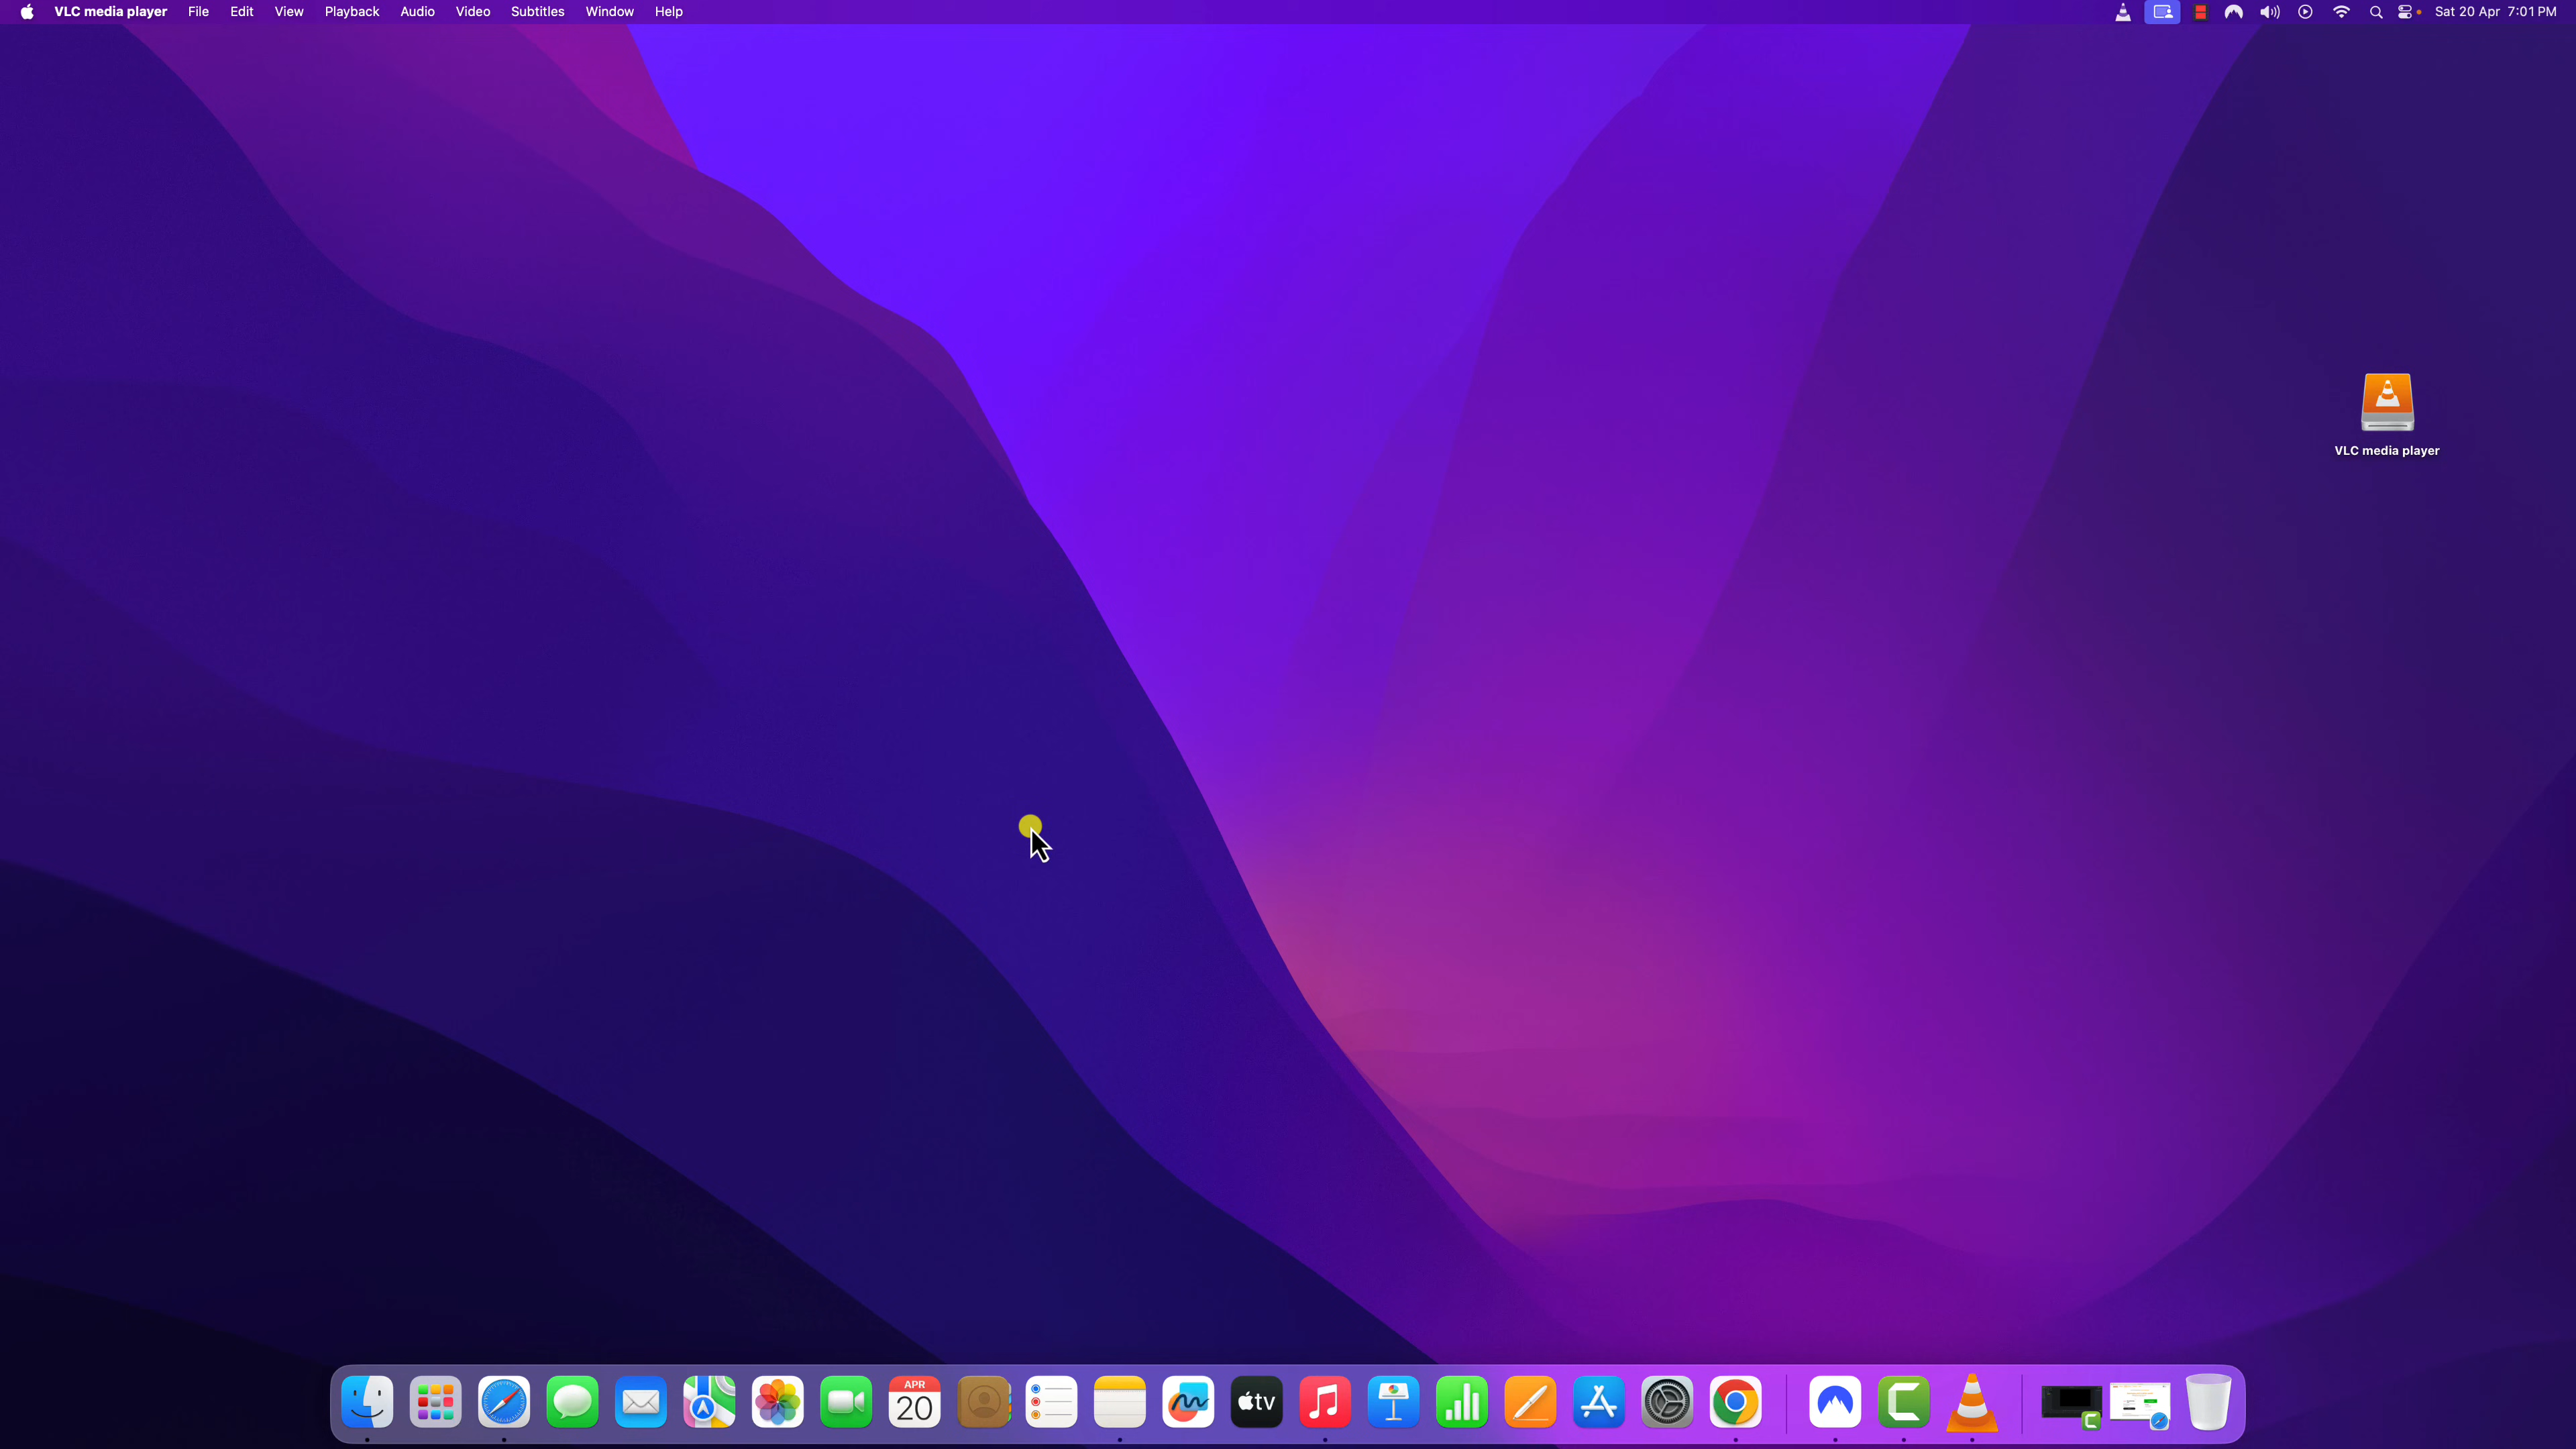 VLC media player File Edit View Playback Audio Video Subtitles Window Help Sat 20 Apr 7:01 PM
VLC media player
APR
20
tv